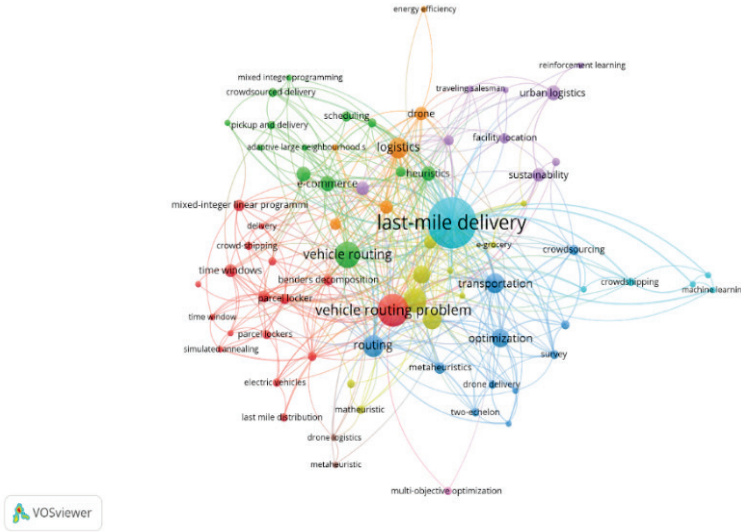 energy efficiency
reinforcement learning
mixed integer programming
crowdsourced delivery
traveling salesman
urban logistics
scheduling
drone
pickup and delivery
facility location
adaptive large neighbourhood s
logistics
heuristics
sustainability
e-commerce
mixed-integer linear programmi
last-mile delivery
delivery
crowd-shipping
e-grocery
crowdsourcing
vehicle routing
time windows
benders decomposition
transportation
crowdshipping
machine learnin
parcel locker
vehicle routing problem
time window
parcel lockers
optimization
simulated annealing
routing
survey
metaheuristics
electric vehicles
drone delivery
last mile distribution
matheuristic
two-echelon
drone logistics
metaheuristic
multi-objective optimization
VOSviewer